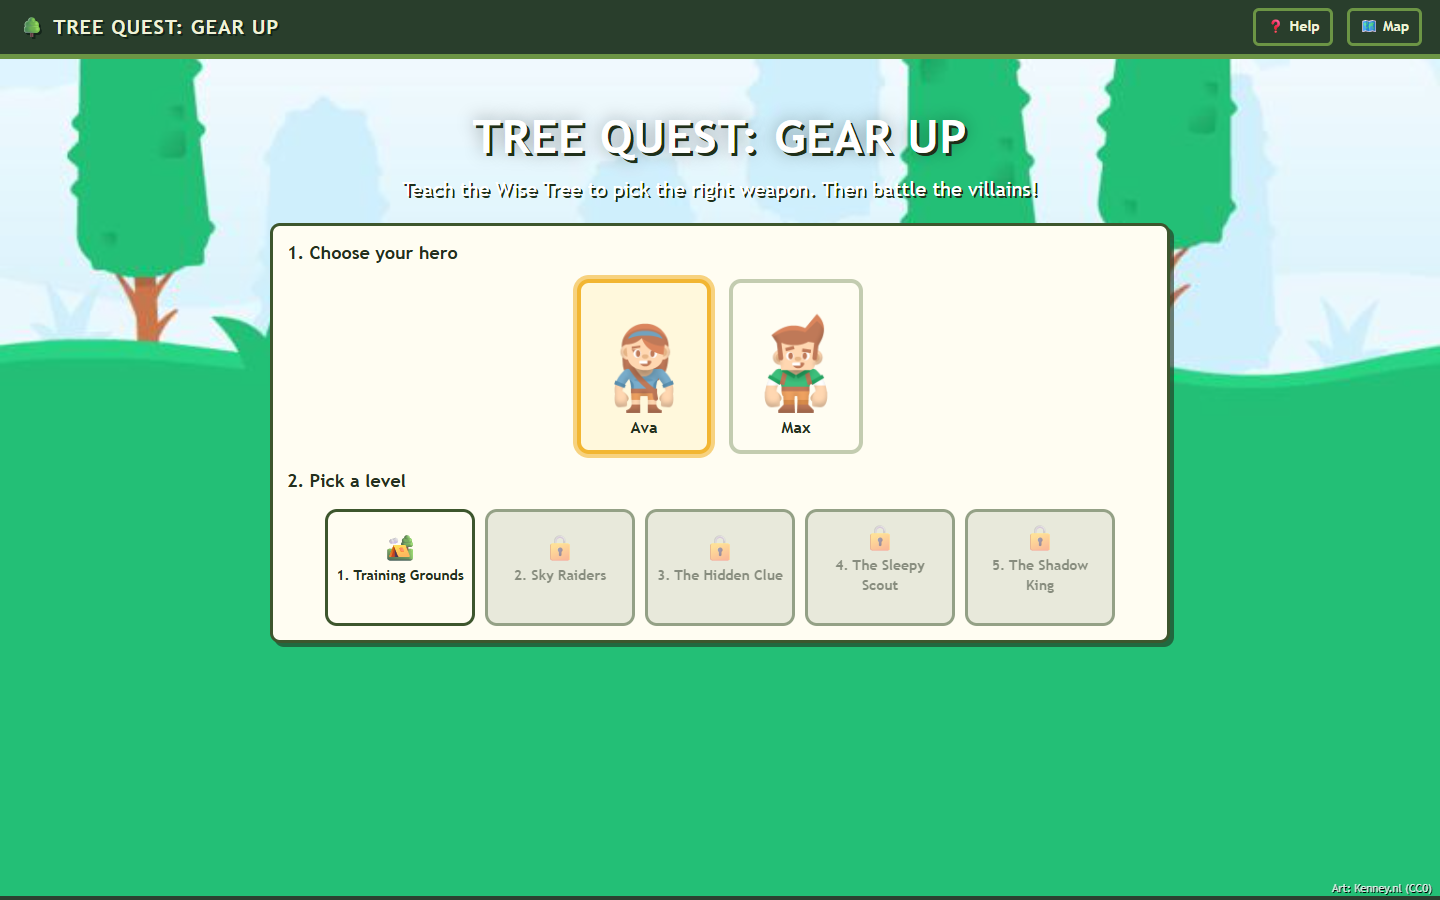 TREE QUEST: GEAR UP
Help
Map
TREE QUEST: GEAR UP
Teach the Wise Tree to pick the right weapon. Then battle the villains!
1. Choose your hero
Ava
Max
2. Pick a level
1. Training Grounds
2. Sky Raiders
3. The Hidden Clue
4. The Sleepy
Scout
5. The Shadow
King
Art: Kenney.nl (CC0)